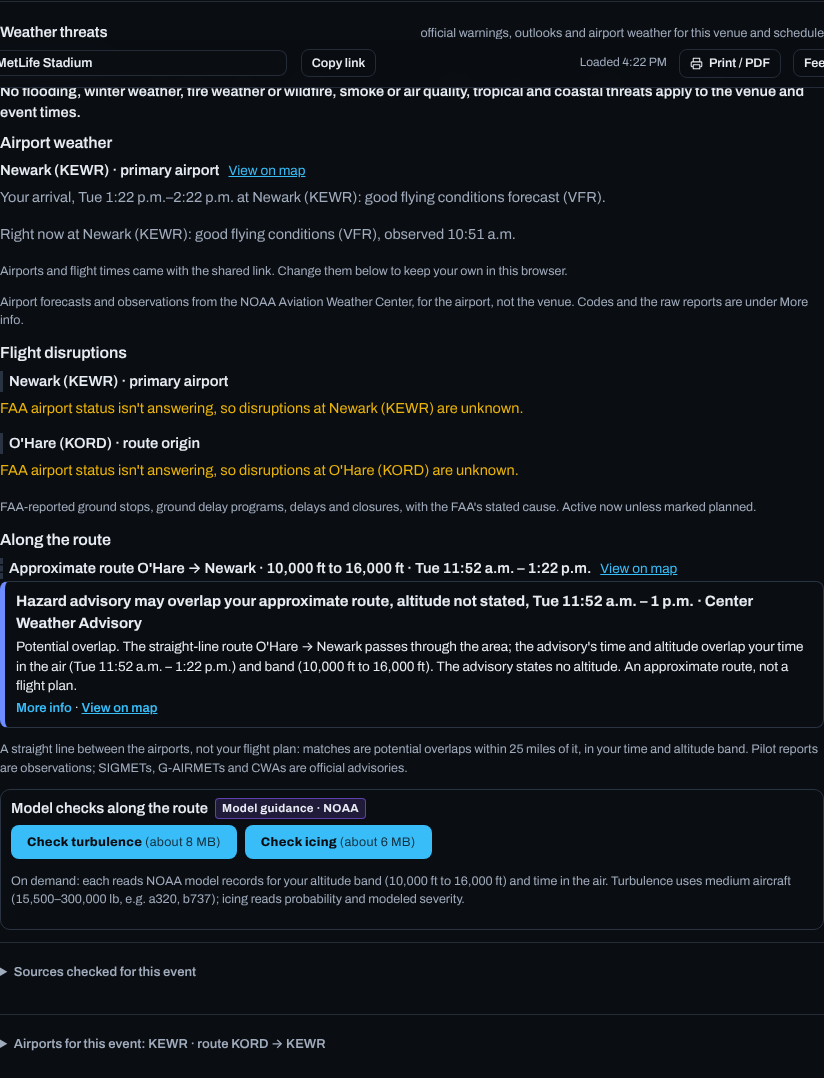 Weather threats
official warnings, outlooks and airport weather for this venue and schedule
MetLife Stadium
Copy link
Loaded 4:22 PM
Print / PDF
Fee
No flooding, winter weather, fire weather or wildfire, smoke or air quality, tropical and coastal threats apply to the venue and
event times.
Airport weather
Newark (KEWR) · primary airport View on map
Your arrival, Tue 1:22 p.m.–2:22 p.m. at Newark (KEWR): good flying conditions forecast (VFR).
Right now at Newark (KEWR): good flying conditions (VFR), observed 10:51 a.m.
Airports and flight times came with the shared link. Change them below to keep your own in this browser.
Airport forecasts and observations from the NOAA Aviation Weather Center, for the airport, not the venue. Codes and the raw reports are under More
info.
Flight disruptions
Newark (KEWR) · primary airport
FAA airport status isn't answering, so disruptions at Newark (KEWR) are unknown.
O'Hare (KORD) · route origin
FAA airport status isn't answering, so disruptions at O'Hare (KORD) are unknown.
FAA-reported ground stops, ground delay programs, delays and closures, with the FAA's stated cause. Active now unless marked planned.
Along the route
Approximate route O'Hare → Newark · 10,000 ft to 16,000 ft · Tue 11:52 a.m. – 1:22 p.m. View on map
Hazard advisory may overlap your approximate route, altitude not stated, Tue 11:52 a.m. – 1 p.m. · Center
Weather Advisory
Potential overlap. The straight-line route O'Hare → Newark passes through the area; the advisory's time and altitude overlap your time
in the air (Tue 11:52 a.m. – 1:22 p.m.) and band (10,000 ft to 16,000 ft). The advisory states no altitude. An approximate route, not a
flight plan.
More info · View on map
A straight line between the airports, not your flight plan: matches are potential overlaps within 25 miles of it, in your time and altitude band. Pilot reports
are observations; SIGMETs, G-AIRMETs and CWAs are official advisories.
Model checks along the route Model guidance · NOAA
Check turbulence (about 8 MB)
Check icing (about 6 MB)
On demand: each reads NOAA model records for your altitude band (10,000 ft to 16,000 ft) and time in the air. Turbulence uses medium aircraft
(15,500–300,000 lb, e.g. a320, b737); icing reads probability and modeled severity.
Sources checked for this event
Airports for this event: KEWR · route KORD → KEWR